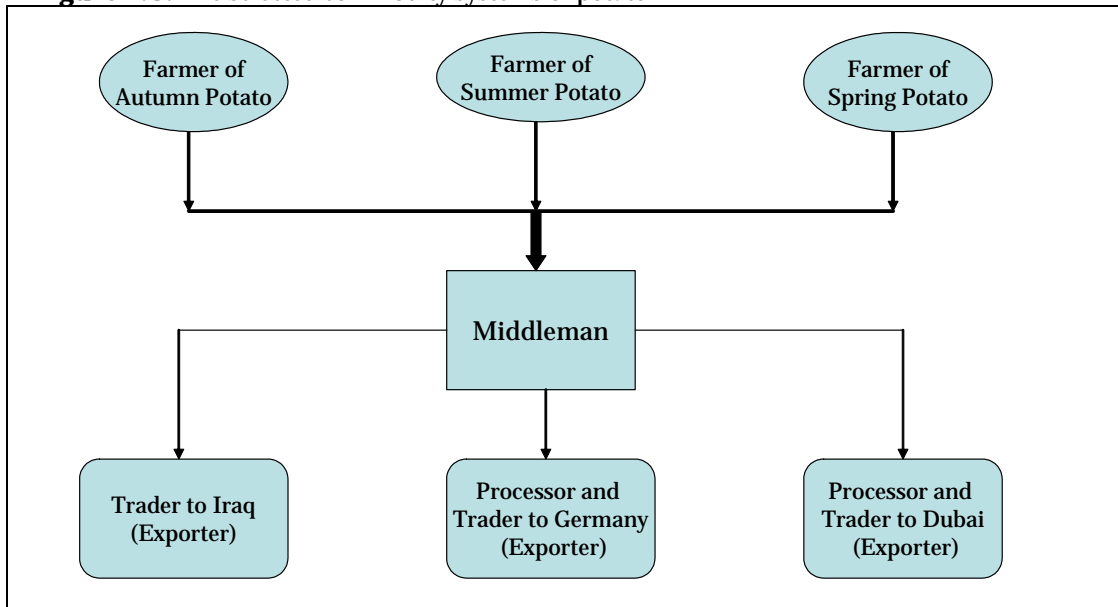 Farmer of
Autumn Potato
Farmer of
Summer Potato
Farmer of
Spring Potato
Middleman
Trader to Iraq
(Exporter)
Processor and
Trader to Germany
(Exporter)
Processor and
Trader to Dubai
(Exporter)